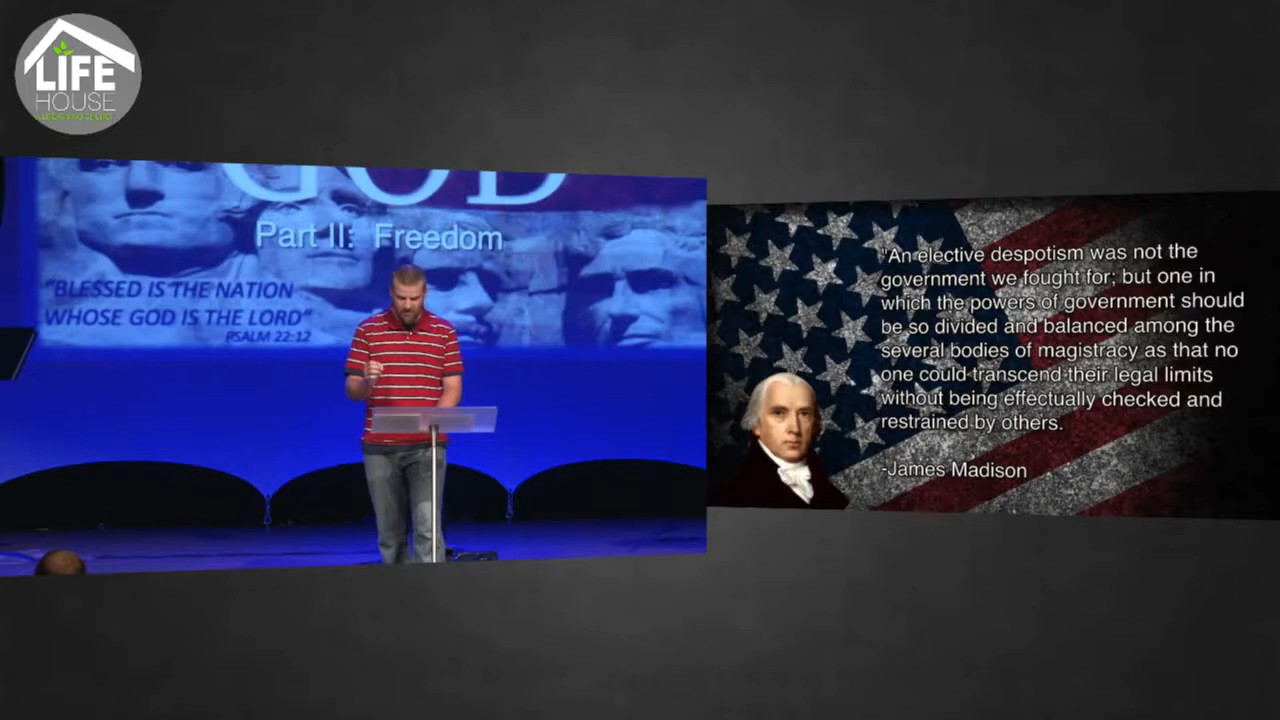 LIFE
HOUSE
GOD
Part II: Freedom
"BLESSED IS THE NATION
WHOSE GOD IS THE LORD"
PSALM 22:12
"An elective despotism was not the
government we fought for; but one in
which the powers of government should
be so divided and balanced among the
several bodies of magistracy as that no
one could transcend their legal limits
without being effectually checked and
restrained by others.
-James Madison